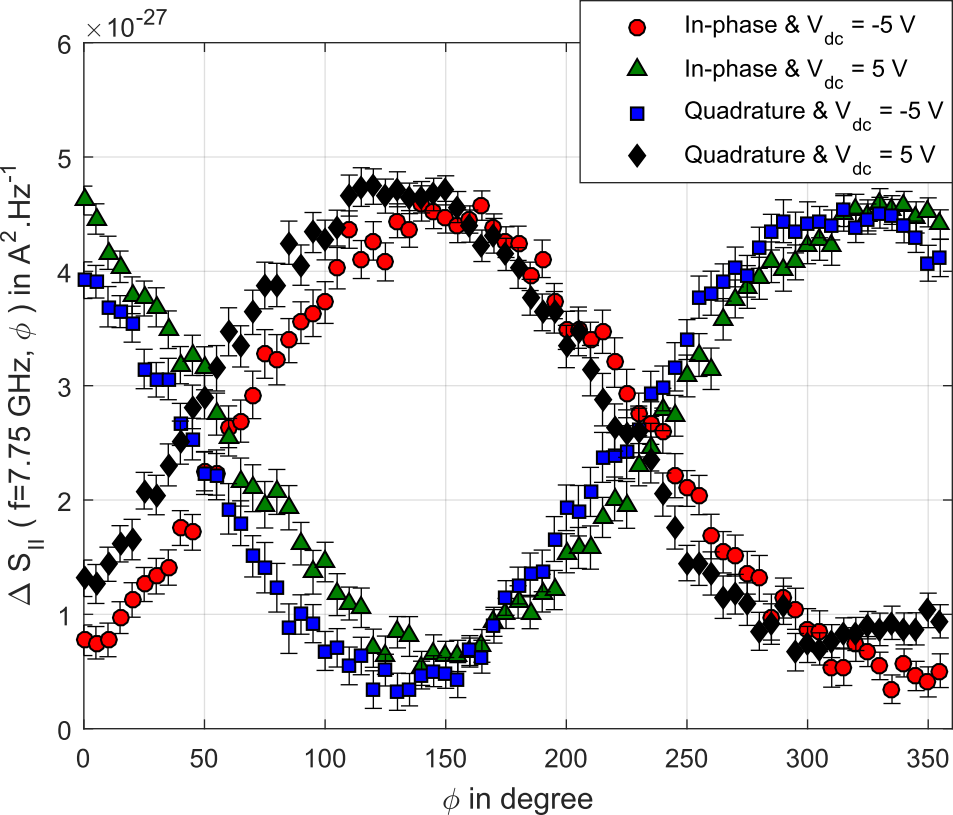 ×10^-27
In-phase & V_dc = -5 V
In-phase & V_dc = 5 V
Quadrature & V_dc = -5 V
Quadrature & V_dc = 5 V
6
5
4
3
2
1
0
Δ S_II ( f=7.75 GHz, ϕ ) in A^2.Hz^-1
0 50 100 150 200 250 300 350
ϕ in degree